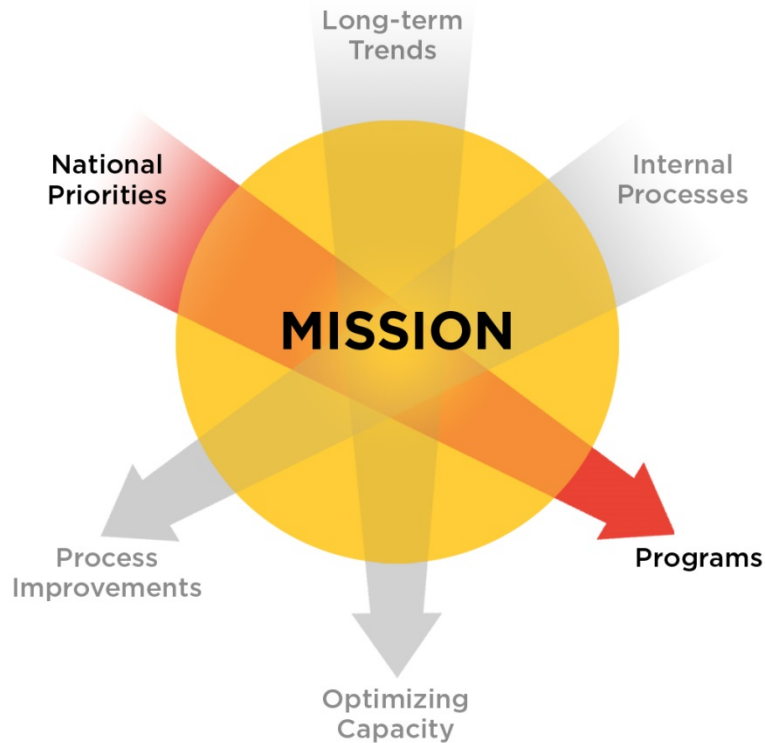 Long-term
Trends
National
Priorities
Internal
Processes
MISSION
Process
Improvements
Programs
Optimizing
Capacity